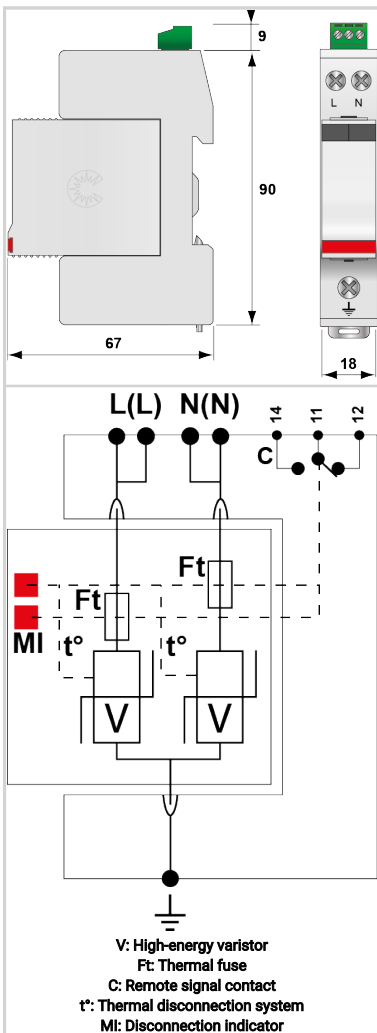 9
L N
90
67
18
L(L) N(N) 14 11 12
C
Ft
Ft
MI t° t°
V V
V: High-energy varistor
Ft: Thermal fuse
C: Remote signal contact
t°: Thermal disconnection system
MI: Disconnection indicator